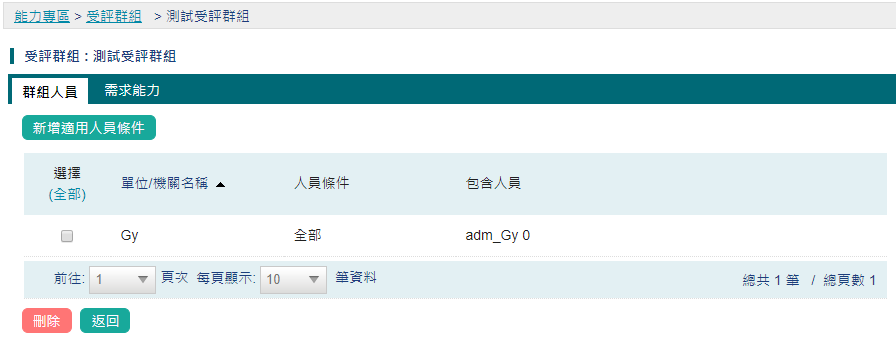 能力專區 > 受評群組 > 測試受評群組
受評群組 : 測試受評群組
群組人員 需求能力
新增適用人員條件
選擇 (全部) 單位/機關名稱 人員條件 包含人員
Gy 全部 adm_Gy 0
前往: 1 頁次 每頁顯示: 10 筆資料 總共 1 筆 / 總頁數 1
刪除 返回